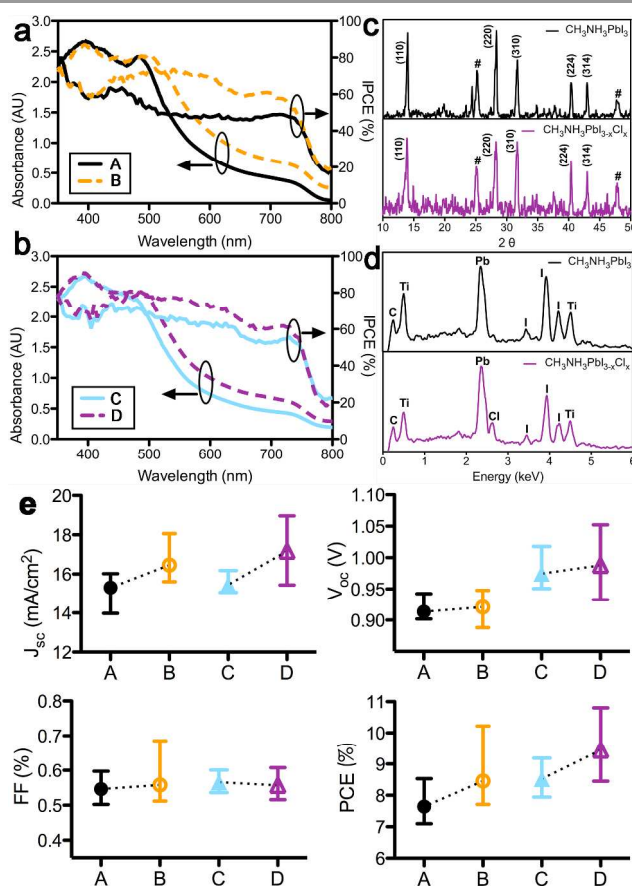 a
3.0
2.5
2.0
1.5
1.0
0.5
0.0
Absorbance (AU)
100
80
60
40
20
0
IPCE (%)
A
B
400 500 600 700 800
Wavelength (nm)
b
3.0
2.5
2.0
1.5
1.0
0.5
0.0
Absorbance (AU)
100
80
60
40
20
0
IPCE (%)
C
D
400 500 600 700 800
Wavelength (nm)
c
CH3NH3PbI3
(110)
#
(220)
(310)
(224)
(314)
#
CH3NH3PbI3-xClx
(110)
#
(220)
(310)
(224)
(314)
#
10 15 20 25 30 35 40 45 50
2 θ
d
CH3NH3PbI3
C
Ti
Pb
I
I
I
Ti
CH3NH3PbI3-xClx
C
Ti
Pb
Cl
I
I
I
Ti
0 1 2 3 4 5 6
Energy (keV)
e
20
18
16
14
12
Jsc (mA/cm2)
A B C D
1.10
1.05
1.00
0.95
0.90
Voc (V)
A B C D
0.8
0.7
0.6
0.5
0.4
FF (%)
A B C D
11
10
9
8
7
6
PCE (%)
A B C D